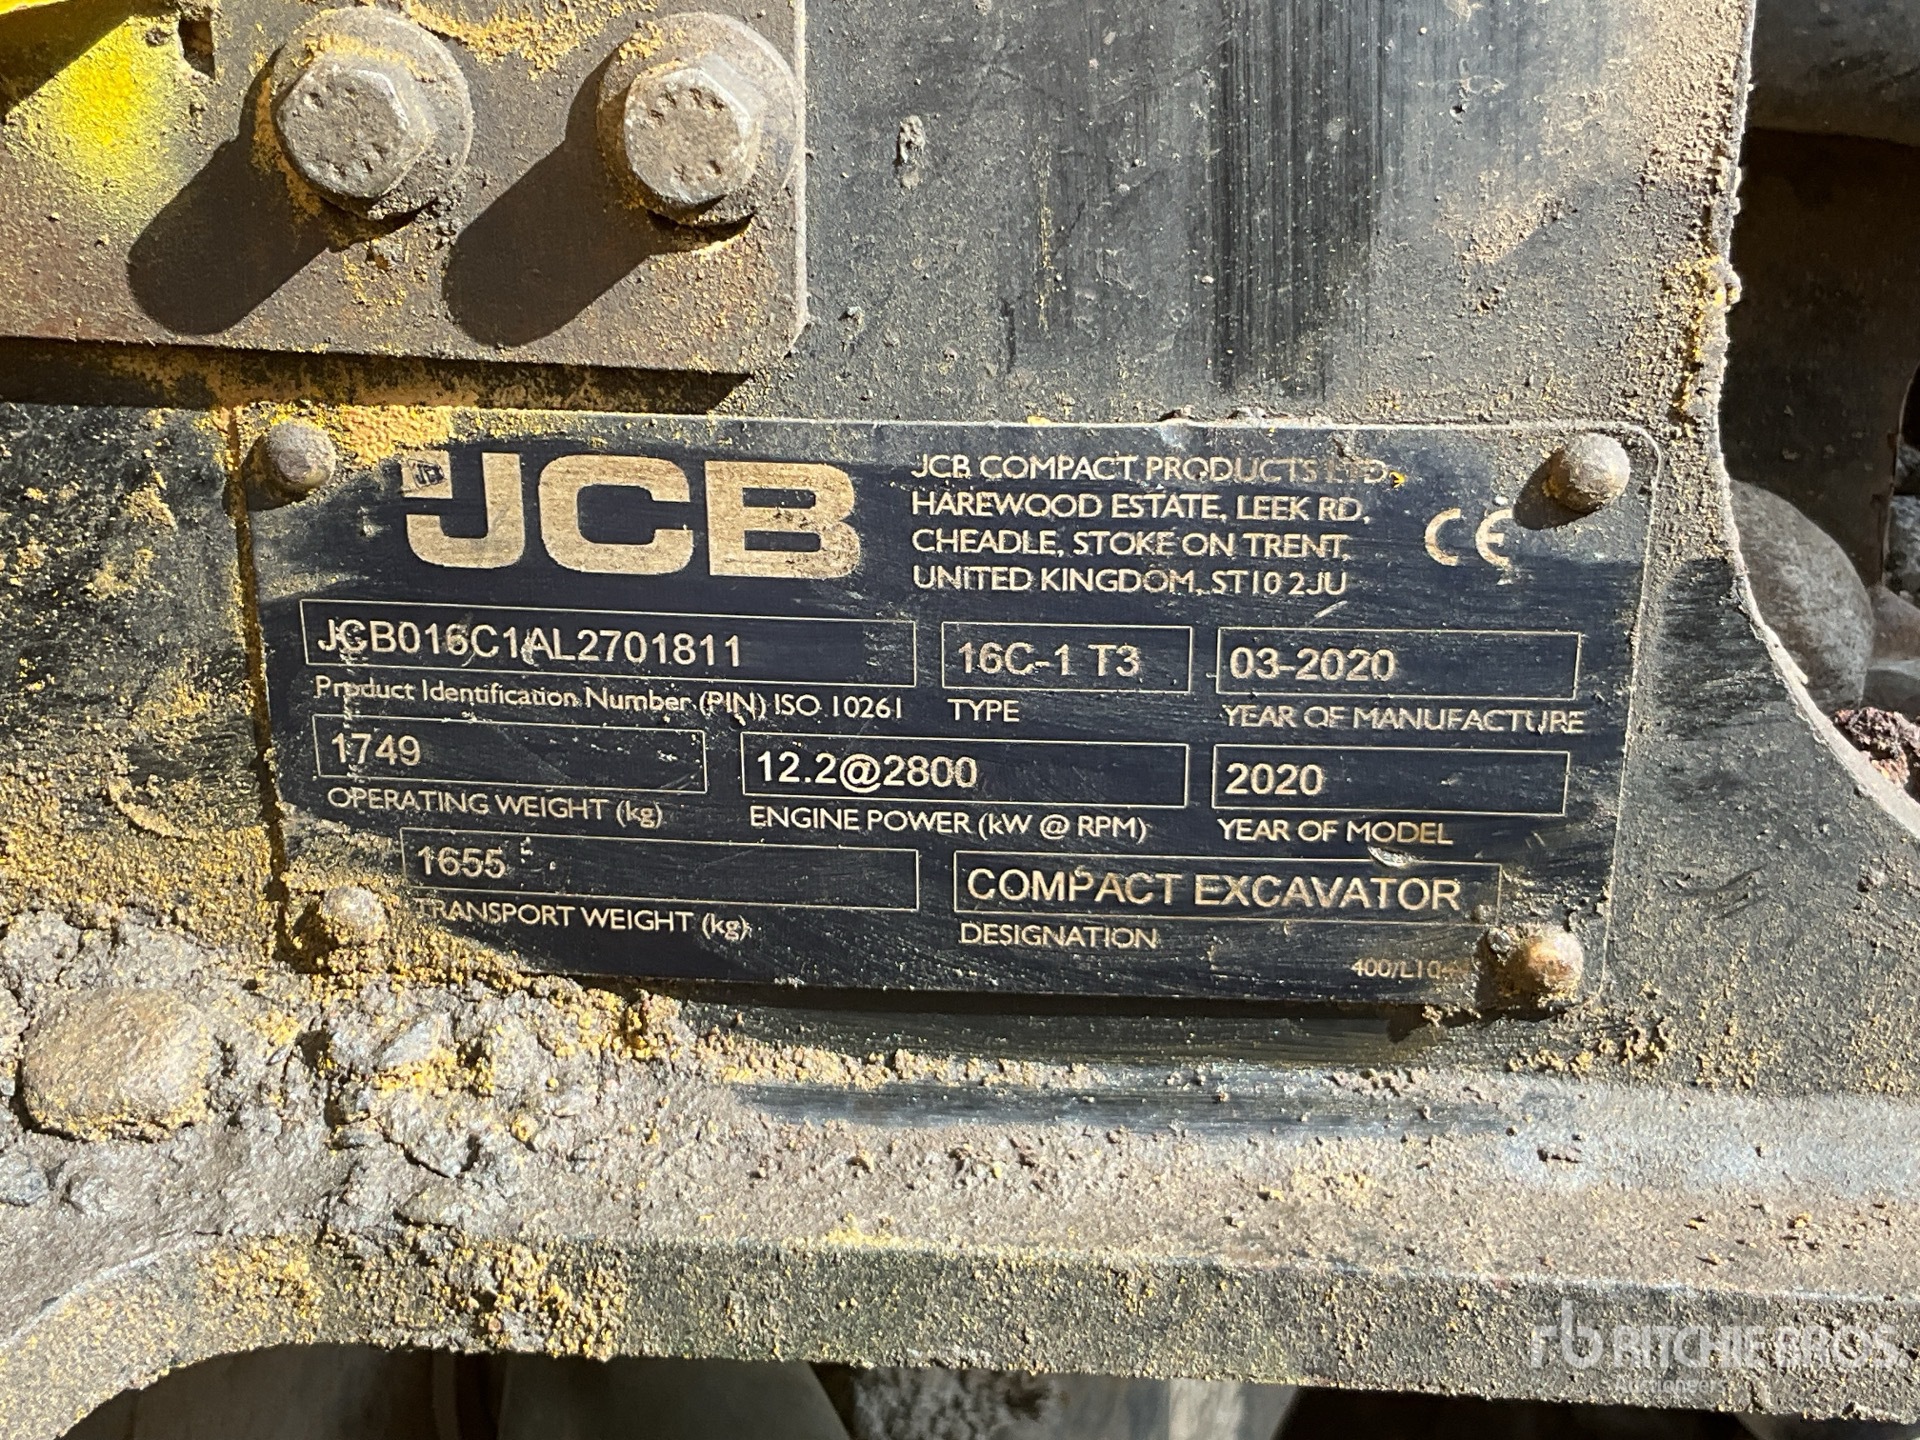 JCB
JCB COMPACT PRODUCTS LTD,
HAREWOOD ESTATE, LEEK RD,
CHEADLE, STOKE ON TRENT,
UNITED KINGDOM, ST10 2JU
CE
JCB016C1AL2701811
16C-1 T3
03-2020
Product Identification Number (PIN) ISO 10261
TYPE
YEAR OF MANUFACTURE
1749
12.2@2800
2020
OPERATING WEIGHT (kg)
ENGINE POWER (kW @ RPM)
YEAR OF MODEL
1655
COMPACT EXCAVATOR
TRANSPORT WEIGHT (kg)
DESIGNATION
rb RITCHIE BROS.
Auctioneers